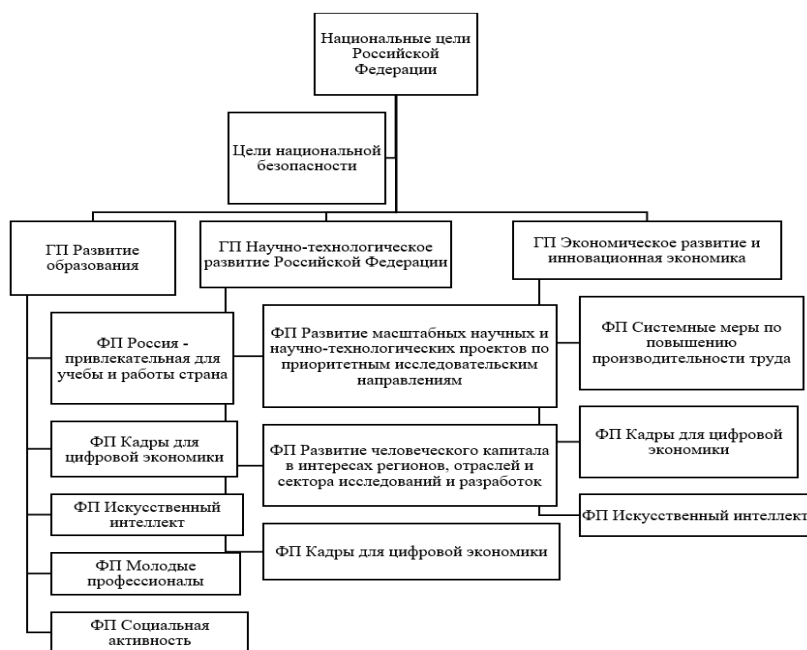 Национальные цели
Российской
Федерации
Цели национальной
безопасности
ГП Развитие
образования
ФП Россия -
привлекательная для
учебы и работы страна
ФП Кадры для
цифровой экономики
ФП Искусственный
интеллект
ФП Молодые
профессионалы
ФП Социальная
активность
ГП Научно-технологическое
развитие Российской Федерации
ФП Развитие масштабных научных и
научно-технологических проектов по
приоритетным исследовательским
направлениям
ФП Развитие человеческого капитала
в интересах регионов, отраслей и
сектора исследований и разработок
ФП Кадры для цифровой экономики
ГП Экономическое развитие и
инновационная экономика
ФП Системные меры по
повышению
производительности труда
ФП Кадры для цифровой
экономики
ФП Искусственный интеллект